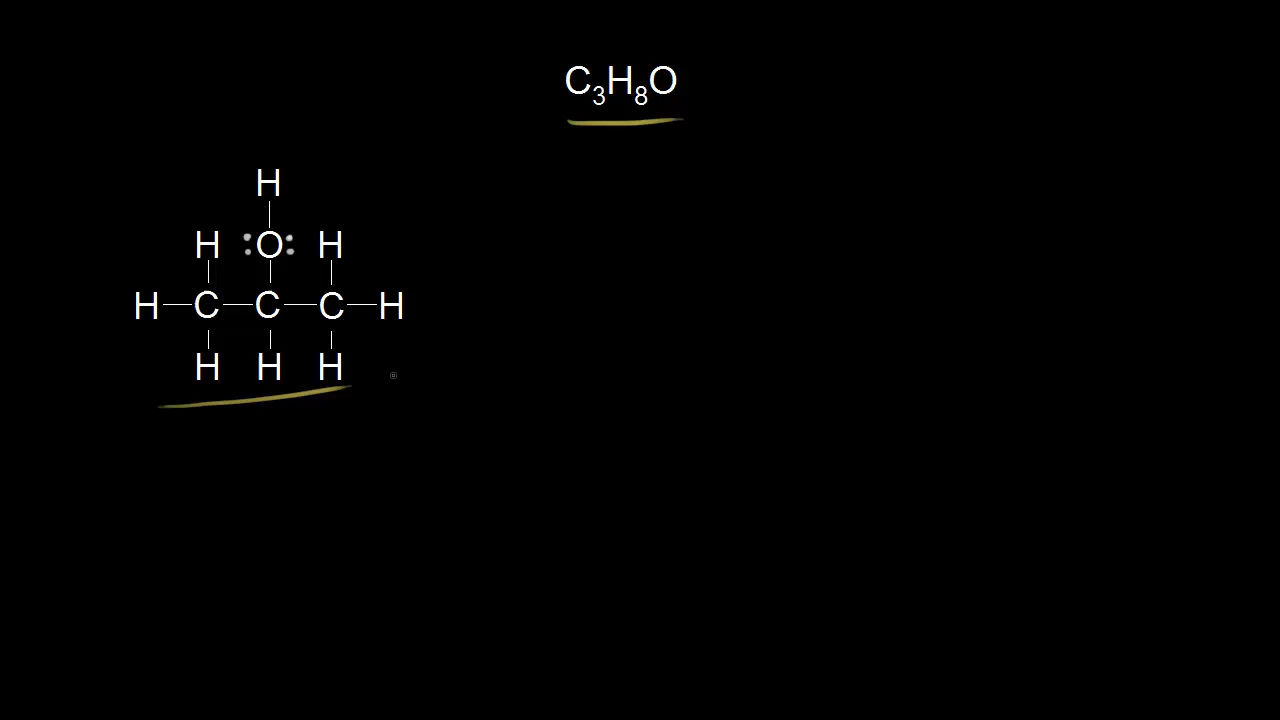 C₃H₈O
H
H :O: H
H—C—C—C—H
H H H